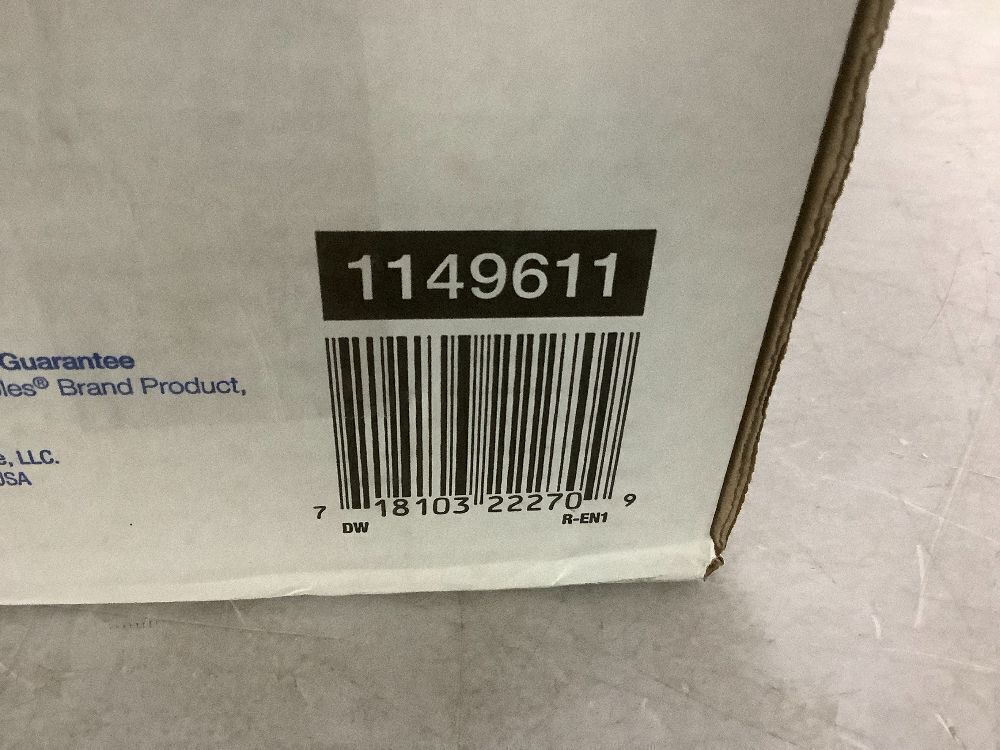 1149611
Guarantee
les® Brand Product,
, LLC.
USA
7 18103 22270 9
DW R-EN1